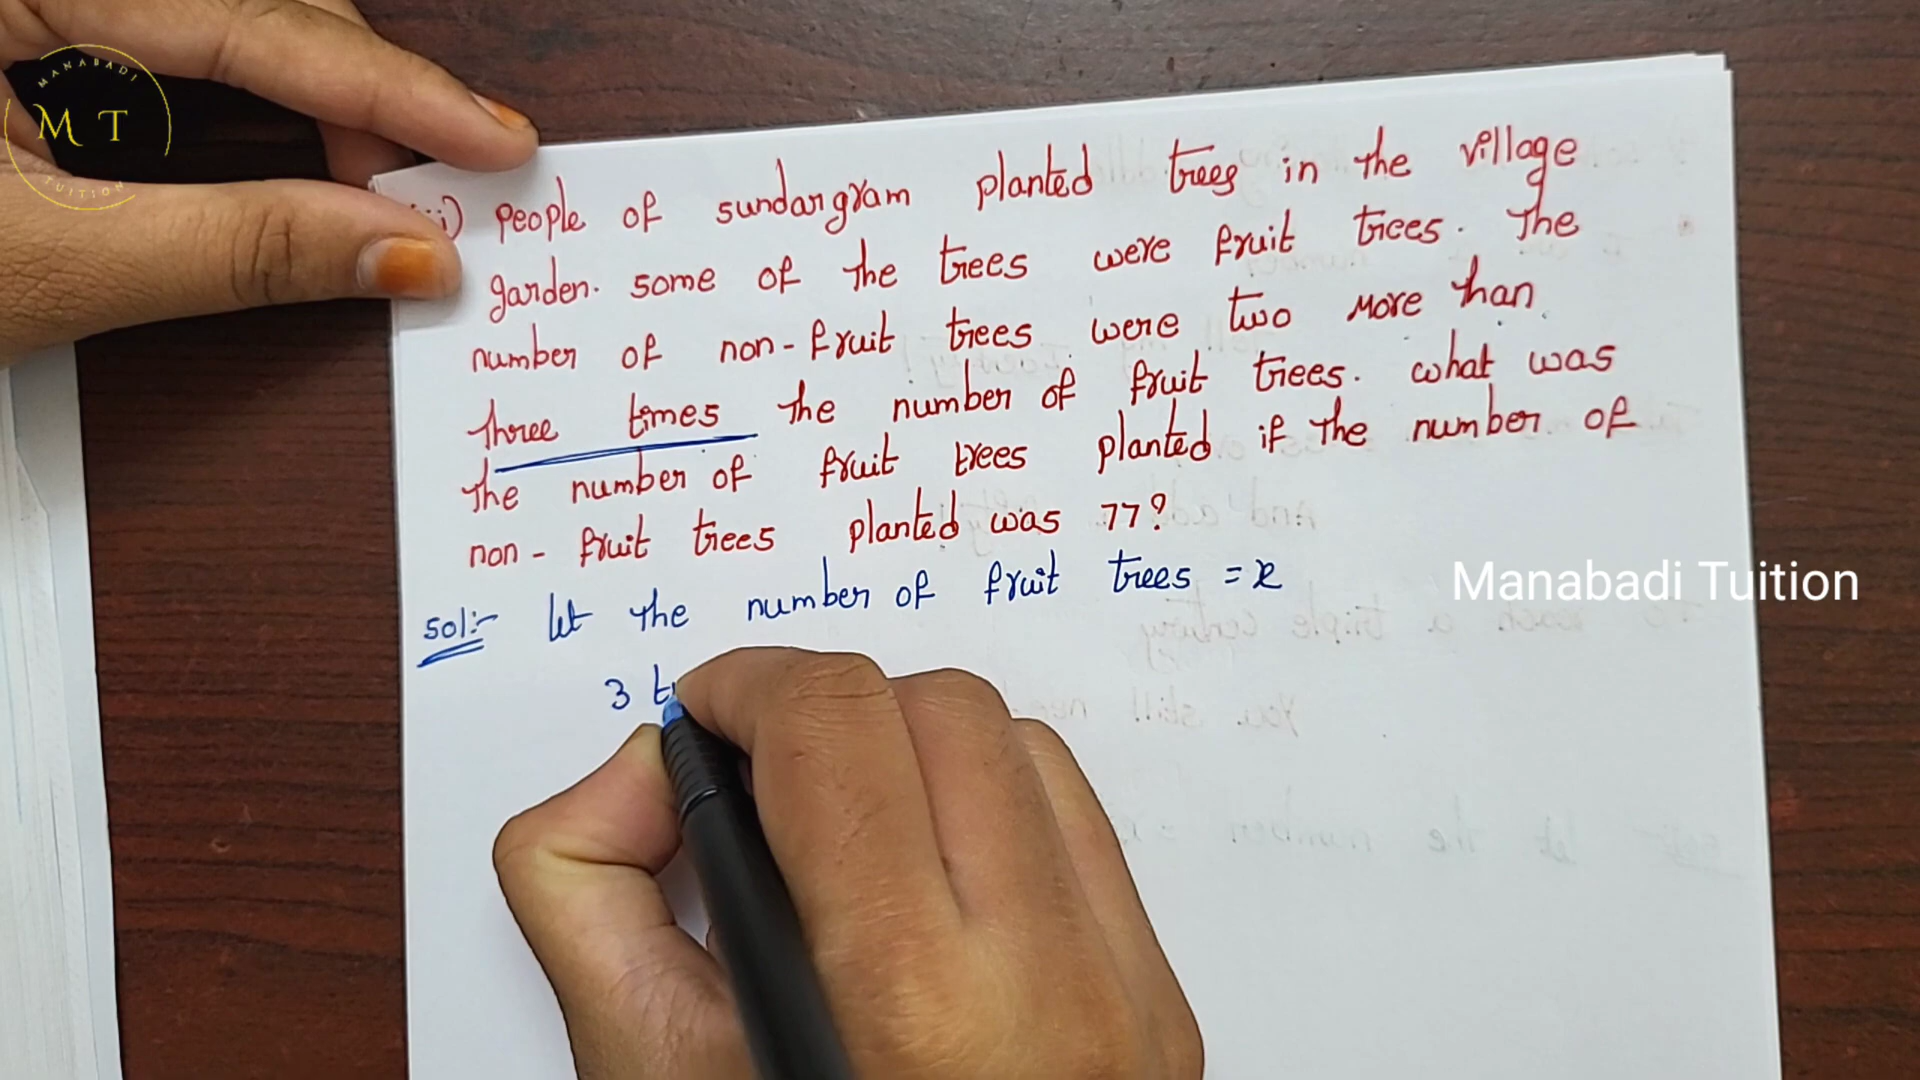 MANABADI
M T
TUITION
people of sundargram planted trees in the village
garden. some of the trees were fruit trees. The
number of non-fruit trees were two more than
three times the number of fruit trees. what was
The number of fruit trees planted if the number of
non-fruit trees planted was 77?
Manabadi Tuition
Sol:- let the number of fruit trees = x
3